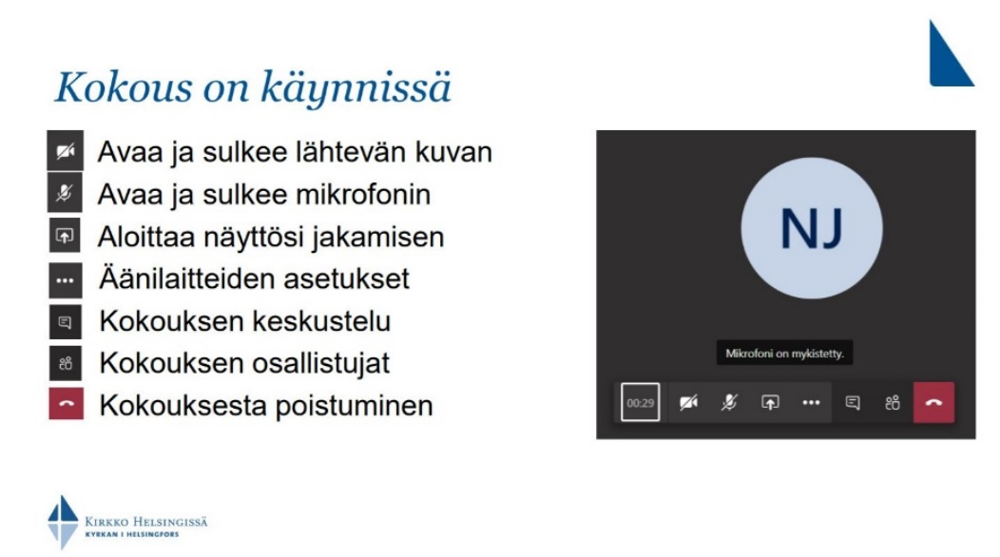 Kokous on käynnissä
Avaa ja sulkee lähtevän kuvan
Avaa ja sulkee mikrofonin
Aloittaa näyttösi jakamisen
Äänilaitteiden asetukset
Kokouksen keskustelu
Kokouksen osallistujat
Kokouksesta poistuminen
NJ
Mikrofoni on mykistetty.
00:29
Kirkko Helsingissä
KYRKAN I HELSINGFORS